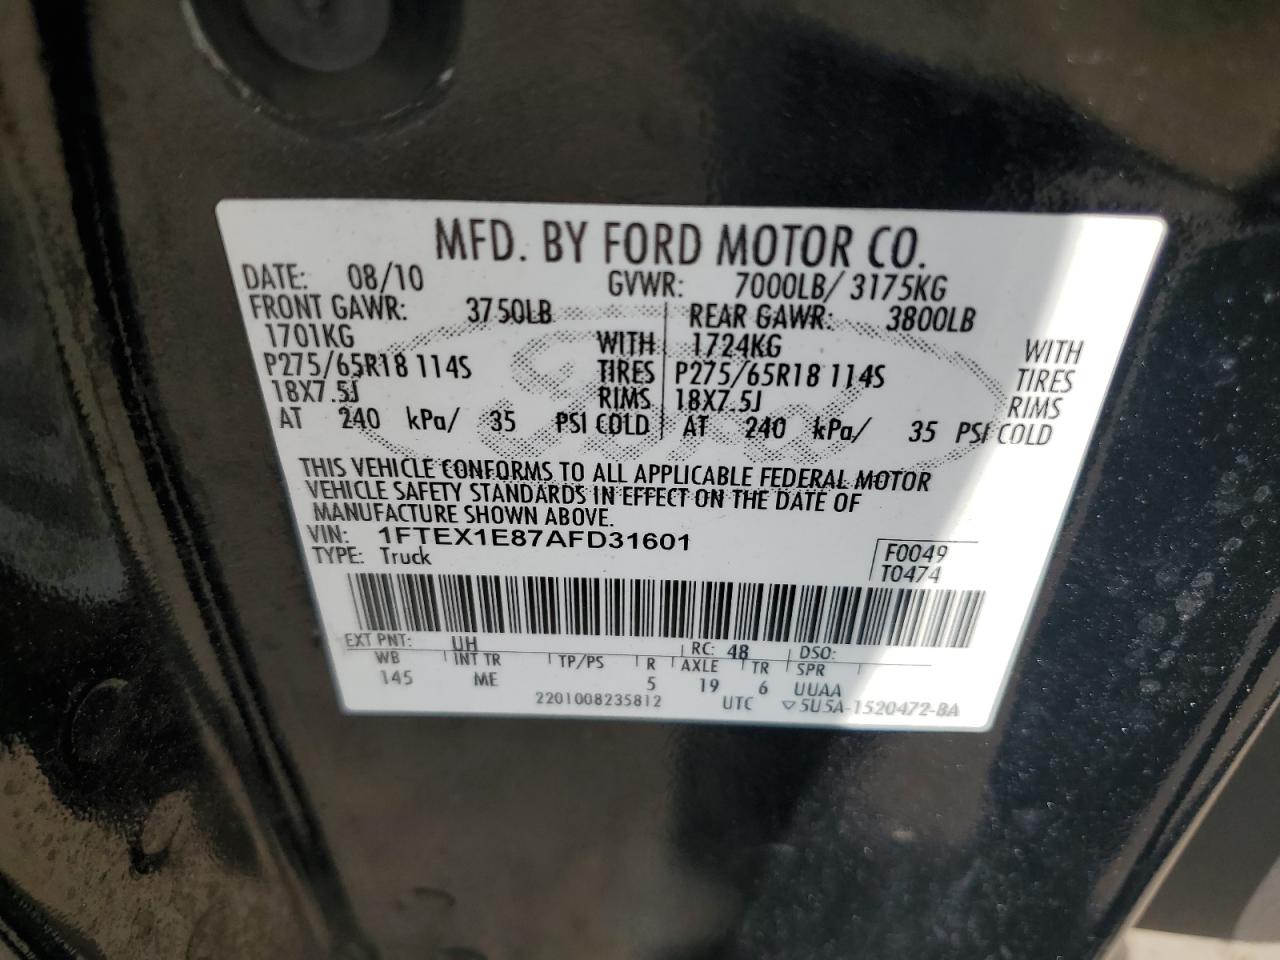 MFD. BY FORD MOTOR CO.
DATE: 08/10 GVWR: 7000LB/ 3175KG
FRONT GAWR: 3750LB REAR GAWR: 3800LB
1701KG WITH 1724KG WITH
P275/65R18 114S TIRES P275/65R18 114S TIRES
18X7.5J RIMS 18X7.5J RIMS
AT 240 kPa/ 35 PSI COLD AT 240 kPa/ 35 PSI COLD
THIS VEHICLE CONFORMS TO ALL APPLICABLE FEDERAL MOTOR
VEHICLE SAFETY STANDARDS IN EFFECT ON THE DATE OF
MANUFACTURE SHOWN ABOVE.
VIN: 1FTEX1E87AFD31601
TYPE: Truck
F0049
T0474
EXT PNT: UH RC: 48 DSO:
WB INT TR TP/PS R AXLE TR SPR
145 ME 5 19 6 UUAA
2201008235812 UTC ▽5U5A-1520472-BA